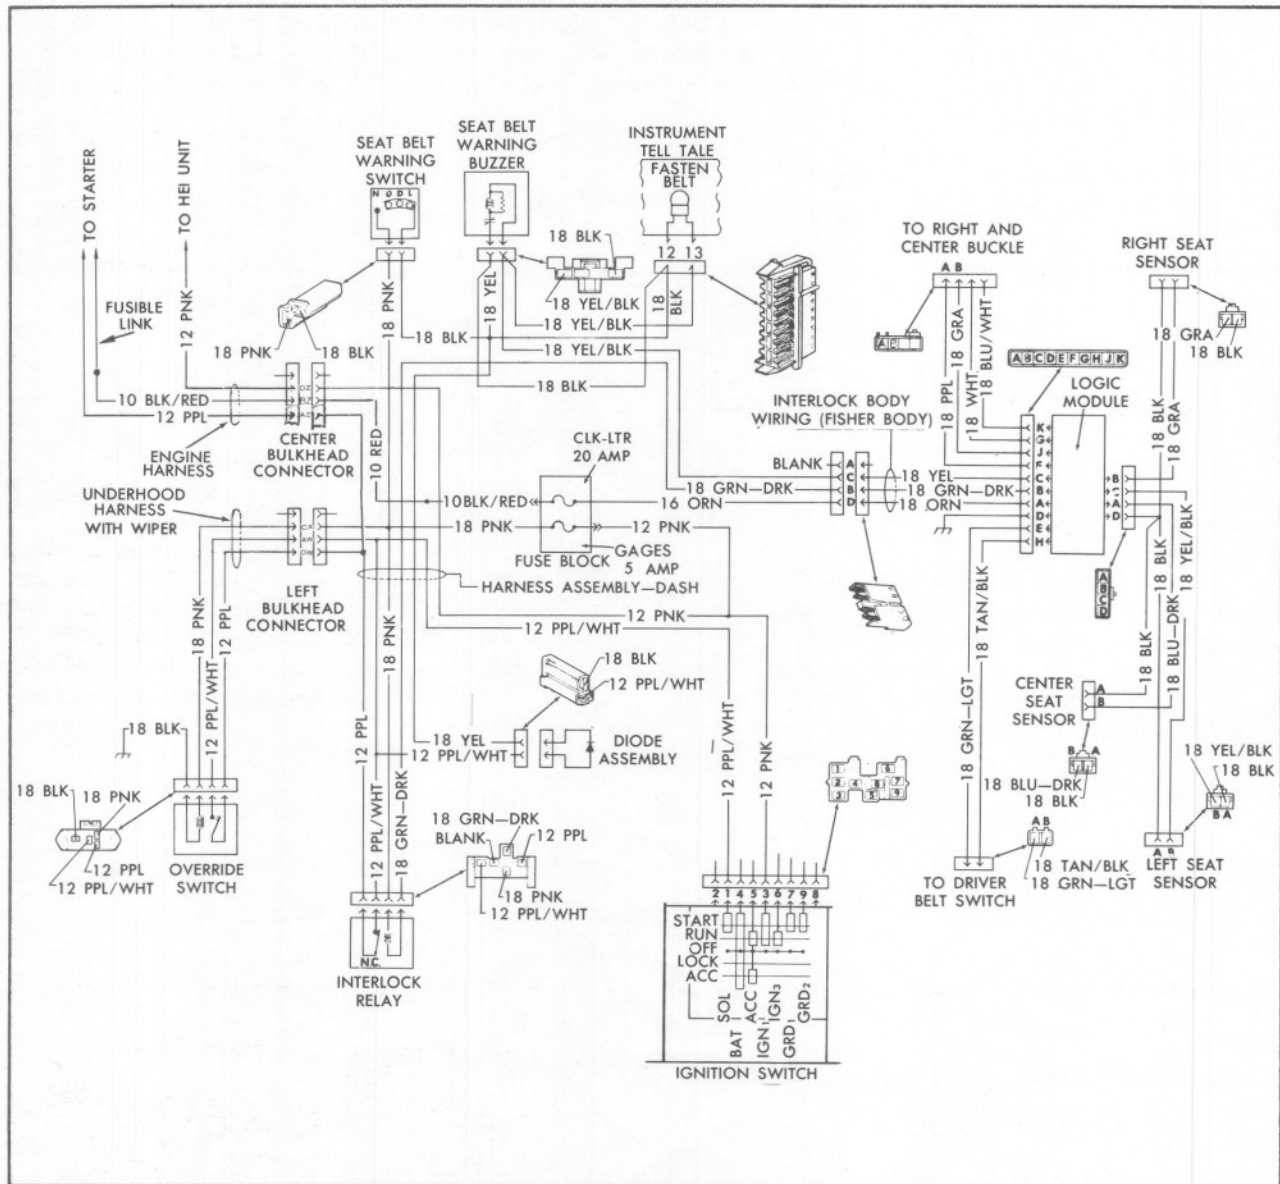 SEAT BELT
WARNING
SWITCH
N D D L
SEAT BELT
WARNING
BUZZER
INSTRUMENT
TELL TALE
FASTEN
BELT
12 13
TO STARTER
TO HEI UNIT
FUSIBLE
LINK
12 PNK
18 PNK
18 BLK
18 PNK
18 BLK
18 YEL
18 BLK
18 YEL/BLK
18 YEL/BLK
18 YEL/BLK
18 BLK
18 BLK
10 BLK/RED
12 PPL
ENGINE
HARNESS
CENTER
BULKHEAD
CONNECTOR
10 RED
TO RIGHT AND
CENTER BUCKLE
A B
A B
18 PPL
18 GRA
18 WHT
18 BLU/WHT
RIGHT SEAT
SENSOR
18 GRA
18 BLK
18 BLK
18 GRA
A B C D E F G H J K
LOGIC
MODULE
K
G
J
F
C
B
A
D
E
H
B
C
A
D
INTERLOCK BODY
WIRING (FISHER BODY)
BLANK
A
C
B
D
18 YEL
18 GRN-DRK
18 GRN-DRK
18 ORN
16 ORN
CLK-LTR
20 AMP
10 BLK/RED
18 PNK
12 PNK
FUSE BLOCK
GAGES
5 AMP
UNDERHOOD
HARNESS
WITH WIPER
LEFT
BULKHEAD
CONNECTOR
HARNESS ASSEMBLY—DASH
12 PNK
12 PPL/WHT
18 PNK
12 PPL/WHT
12 PPL
18 PNK
12 PPL
12 PPL/WHT
18 GRN-DRK
18 BLK
12 PPL/WHT
18 YEL
12 PPL/WHT
DIODE
ASSEMBLY
18 BLK
18 BLK
18 PNK
12 PPL
12 PPL/WHT
OVERRIDE
SWITCH
18 GRN—DRK
BLANK
12 PPL
18 PNK
12 PPL/WHT
N.C.
INTERLOCK
RELAY
12 PPL/WHT
12 PNK
2 1 4 5 3 6 7 9 8
START
RUN
OFF
LOCK
ACC
SOL
BAT
ACC
IGN1
IGN3
GRD1
GRD2
IGNITION SWITCH
18 TAN/BLK
18 GRN—LGT
18 BLK
18 BLK
18 BLU—DRK
18 YEL/BLK
A
B
C
D
CENTER
SEAT
SENSOR
A
B
B A
18 BLU—DRK
18 BLK
A B
18 TAN/BLK
18 GRN—LGT
TO DRIVER
BELT SWITCH
18 YEL/BLK
18 BLK
B A
A B
LEFT SEAT
SENSOR